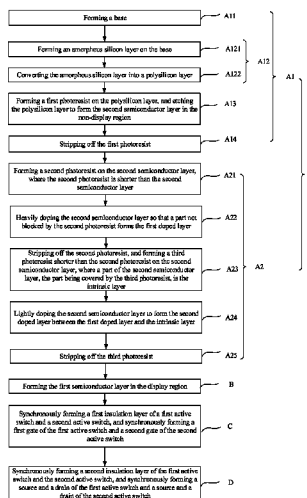 Forming a base
A11
Forming an amorphous silicon layer on the base
A121
Converting the amorphous silicon layer into a polysilicon layer
A122
A12
A1
Forming a first photoresist on the polysilicon layer, and etching
the polysilicon layer to form the second semiconductor layer in the
non-display region
A13
Stripping off the first photoresist
A14
Forming a second photoresist on the second semiconductor layer,
where the second photoresist is shorter than the second
semiconductor layer
A21
Heavily doping the second semiconductor layer so that a part not
blocked by the second photoresist forms the first doped layer
A22
Stripping off the second photoresist, and forming a third
photoresist shorter than the second photoresist on the second
semiconductor layer, where a part of the second semiconductor
layer, the part being covered by the third photoresist, is the
intrinsic layer
A23
A2
Lightly doping the second semiconductor layer to form the second
doped layer between the first doped layer and the intrinsic layer
A24
Stripping off the third photoresist
A25
Forming the first semiconductor layer in the display region
B
Synchronously forming a first insulation layer of a first active
switch and a second active switch, and synchronously forming a
first gate of the first active switch and a second gate of the second
active switch
C
Synchronously forming a second insulation layer of the first active
switch and the second active switch, and synchronously forming a
source and a drain of the first active switch and a source and a
drain of the second active switch
D